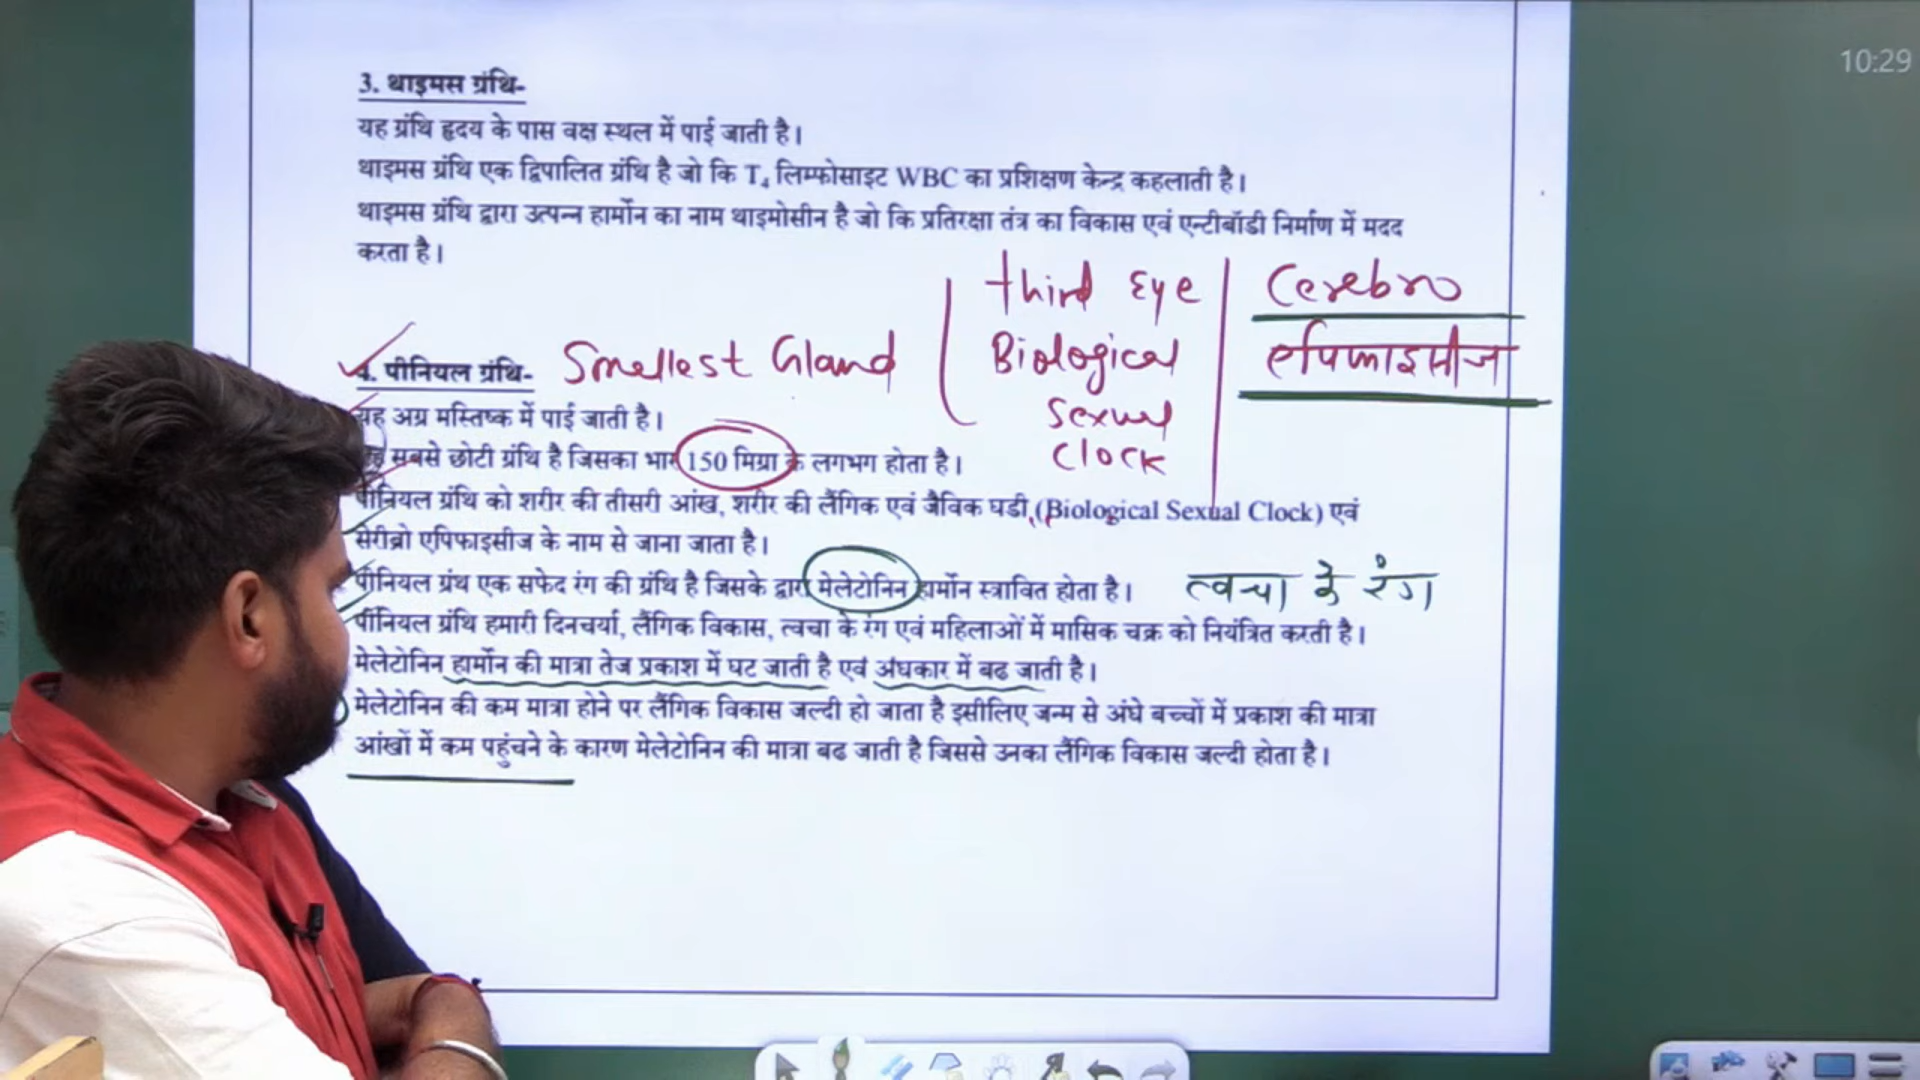 10:29
3. थाइमस ग्रंथि-
यह ग्रंथि हृदय के पास वक्ष स्थल में पाई जाती है।
थाइमस ग्रंथि एक द्विपालित ग्रंथि है जो कि T₄ लिम्फोसाइट WBC का प्रशिक्षण केन्द्र कहलाती है।
थाइमस ग्रंथि द्वारा उत्पन्न हार्मोन का नाम थाइमोसीन है जो कि प्रतिरक्षा तंत्र का विकास एवं एन्टीबॉडी निर्माण में मदद
करता है।
third Eye
Biological
sexual
clock
Cerebro
एपिफाइसीज
4. पीनियल ग्रंथि- Smallest Gland
यह अग्र मस्तिष्क में पाई जाती है।
सबसे छोटी ग्रंथि है जिसका भार 150 मिग्रा के लगभग होता है।
पीनियल ग्रंथि को शरीर की तीसरी आंख, शरीर की लैंगिक एवं जैविक घडी (Biological Sexual Clock) एवं
सेरीब्रो एपिफाइसीज के नाम से जाना जाता है।
पीनियल ग्रंथ एक सफेद रंग की ग्रंथि है जिसके द्वारा मेलेटोनिन हार्मोन स्त्रावित होता है। त्वचा के रंग
पीनियल ग्रंथि हमारी दिनचर्या, लैंगिक विकास, त्वचा के रंग एवं महिलाओं में मासिक चक्र को नियंत्रित करती है।
मेलेटोनिन हार्मोन की मात्रा तेज प्रकाश में घट जाती है एवं अंधकार में बढ जाती है।
मेलेटोनिन की कम मात्रा होने पर लैंगिक विकास जल्दी हो जाता है इसीलिए जन्म से अंधे बच्चों में प्रकाश की मात्रा
आंखों में कम पहुंचने के कारण मेलेटोनिन की मात्रा बढ जाती है जिससे उनका लैंगिक विकास जल्दी होता है।